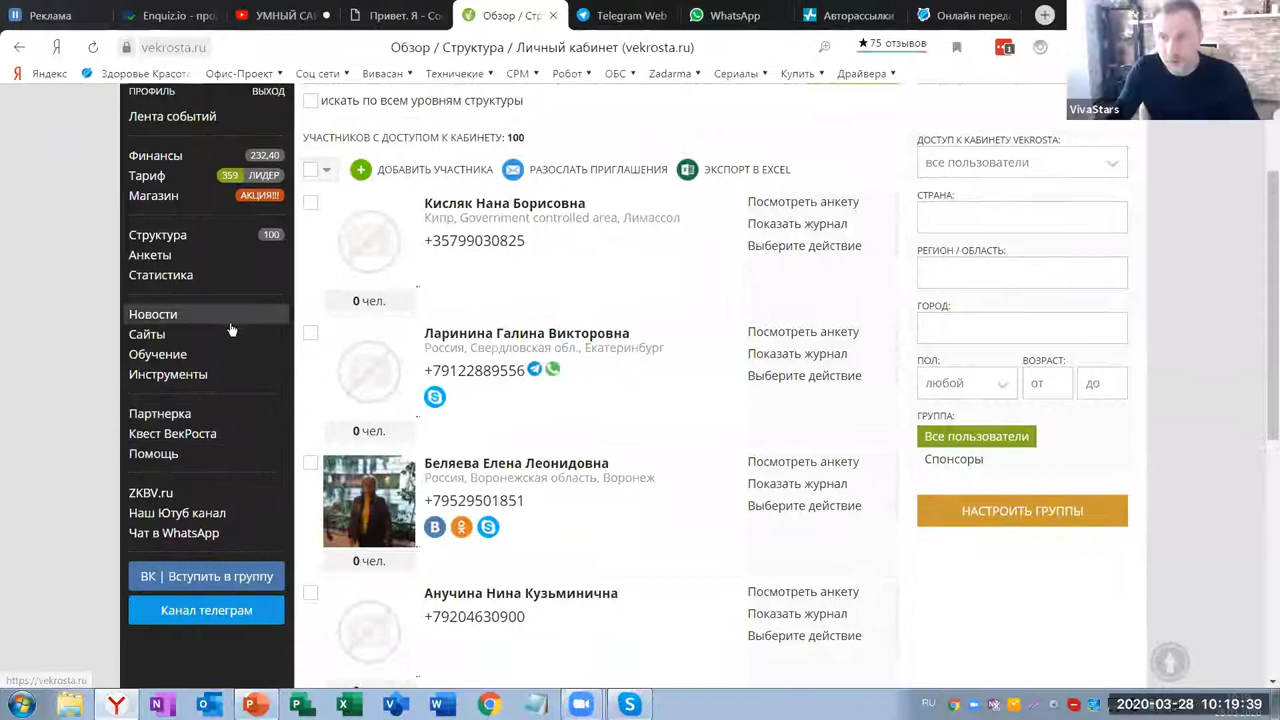 Реклама
Enquiz.io - про
УМНЫЙ СА
Привет. Я - Со
Обзор / Стр
Telegram Web
WhatsApp
Авторассылки
Онлайн перед
vekrosta.ru
Обзор / Структура / Личный кабинет (vekrosta.ru)
★75 отзывов
Яндекс
Здоровье Красота
Офис-Проект
Соц сети
Вивасан
Технические
CPM
Робот
ОБС
Zadarma
Сериалы
Купить
Драйвера
VivaStars
ПРОФИЛЬ
ВЫХОД
Лента событий
Финансы 232,40
Тариф 359 ЛИДЕР
Магазин АКЦИЯ!!!
Структура 100
Анкеты
Статистика
Новости
Сайты
Обучение
Инструменты
Партнерка
Квест ВекРоста
Помощь
ZKBV.ru
Наш Ютуб канал
Чат в WhatsApp
ВК | Вступить в группу
Канал телеграм
https://vekrosta.ru
искать по всем уровням структуры
УЧАСТНИКОВ С ДОСТУПОМ К КАБИНЕТУ: 100
ДОБАВИТЬ УЧАСТНИКА
РАЗОСЛАТЬ ПРИГЛАШЕНИЯ
ЭКСПОРТ В EXCEL
Кисляк Нана Борисовна
Кипр, Government controlled area, Лимассол
+35799030825
0 чел.
Посмотреть анкету
Показать журнал
Выберите действие
Ларинина Галина Викторовна
Россия, Свердловская обл., Екатеринбург
+79122889556
0 чел.
Посмотреть анкету
Показать журнал
Выберите действие
Беляева Елена Леонидовна
Россия, Воронежская область, Воронеж
+79529501851
0 чел.
Посмотреть анкету
Показать журнал
Выберите действие
Анучина Нина Кузьминична
+79204630900
Посмотреть анкету
Показать журнал
Выберите действие
ДОСТУП К КАБИНЕТУ VEKROSTA:
все пользователи
СТРАНА:
РЕГИОН / ОБЛАСТЬ:
ГОРОД:
ПОЛ:
ВОЗРАСТ:
любой
от
до
ГРУППА:
Все пользователи
Спонсоры
НАСТРОИТЬ ГРУППЫ
RU
2020-03-28 10:19:39